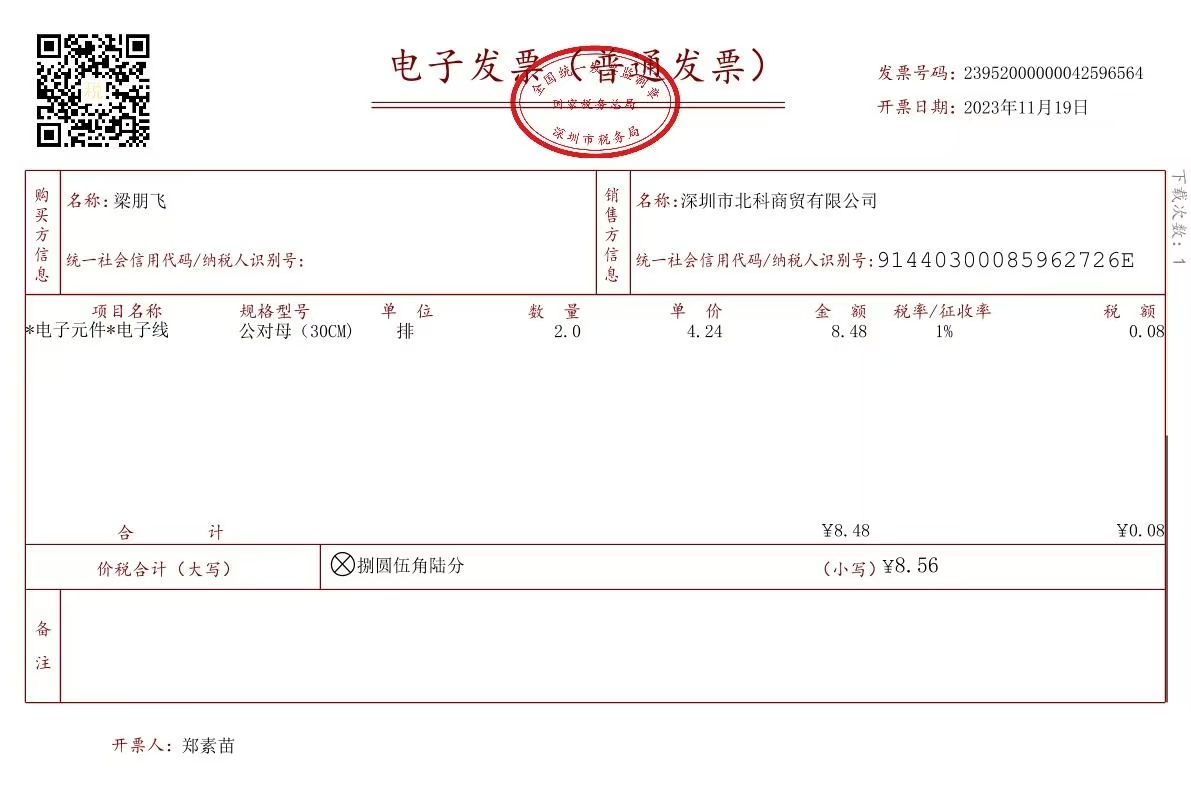 电子发票（普通发票）
全国统一发票监制章
国家税务总局
深圳市税务局
发票号码：23952000000042596564
开票日期：2023年11月19日
下载次数：1
购买方信息
名称：梁朋飞
统一社会信用代码/纳税人识别号：
销售方信息
名称：深圳市北科商贸有限公司
统一社会信用代码/纳税人识别号：91440300085962726E
项目名称 规格型号 单位 数量 单价 金额 税率/征收率 税额
*电子元件*电子线 公对母（30CM） 排 2.0 4.24 8.48 1% 0.08
合计 ¥8.48 ¥0.08
价税合计（大写） 捌圆伍角陆分 （小写）¥8.56
备注
开票人：郑素苗